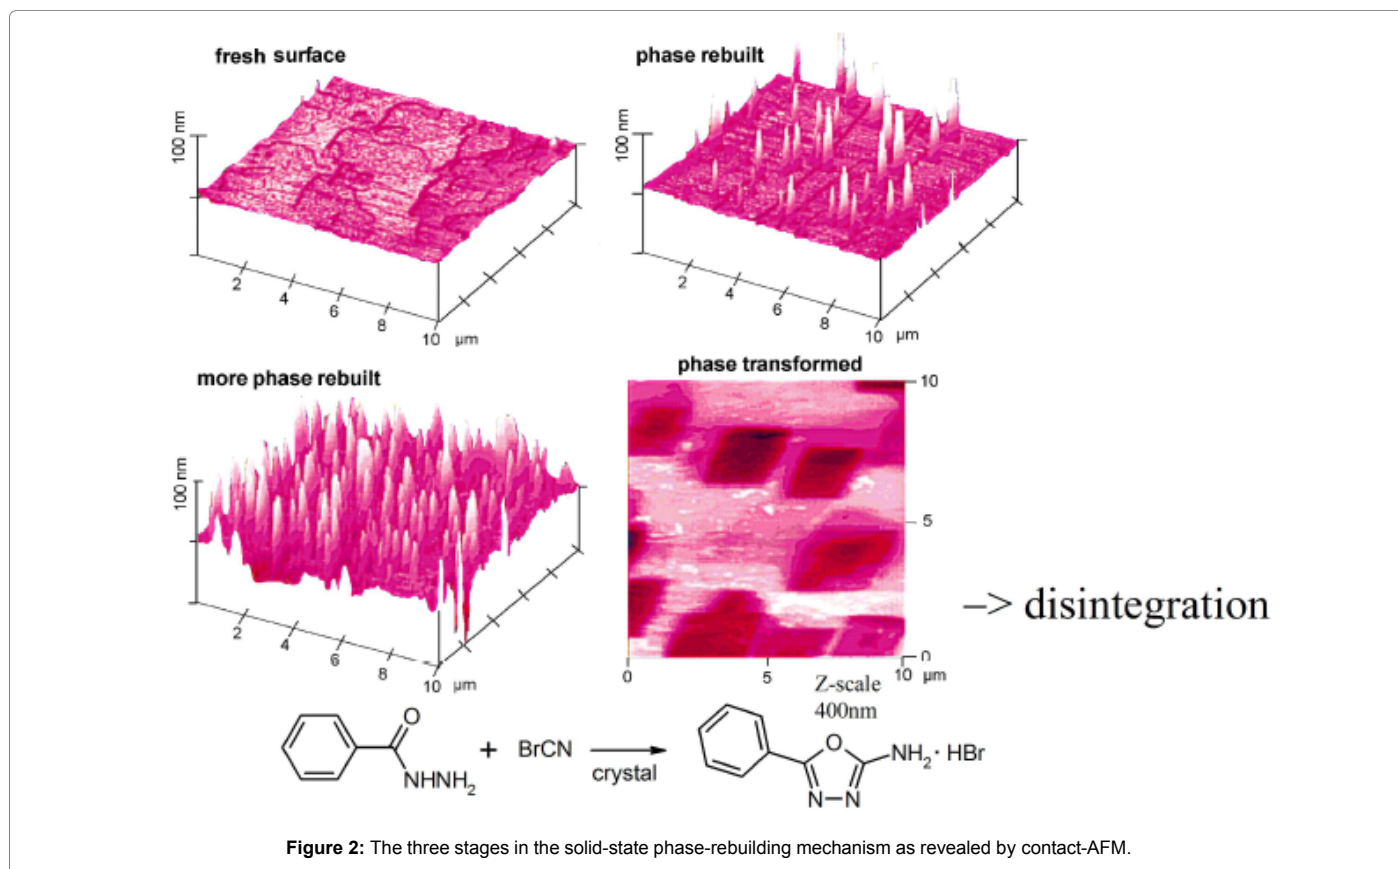 fresh surface
100 nm
2
4
6
8
10
µm
phase rebuilt
100 nm
2
4
6
8
10
µm
more phase rebuilt
100 nm
2
4
6
8
10
µm
phase transformed
10
5
0
0
5
10 µm
Z-scale
400nm
–> disintegration
O
NHNH2
+
BrCN
crystal
O
N–N
NH2· HBr
Figure 2: The three stages in the solid-state phase-rebuilding mechanism as revealed by contact-AFM.